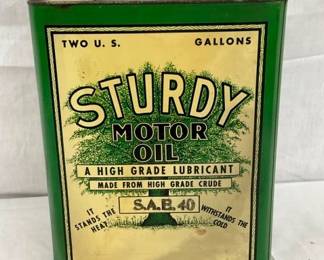 TWO U. S. GALLONS
STURDY
MOTOR
OIL
A HIGH GRADE LUBRICANT
MADE FROM HIGH GRADE CRUDE
S.A.E. 40
IT STANDS THE HEAT
IT WITHSTANDS THE COLD